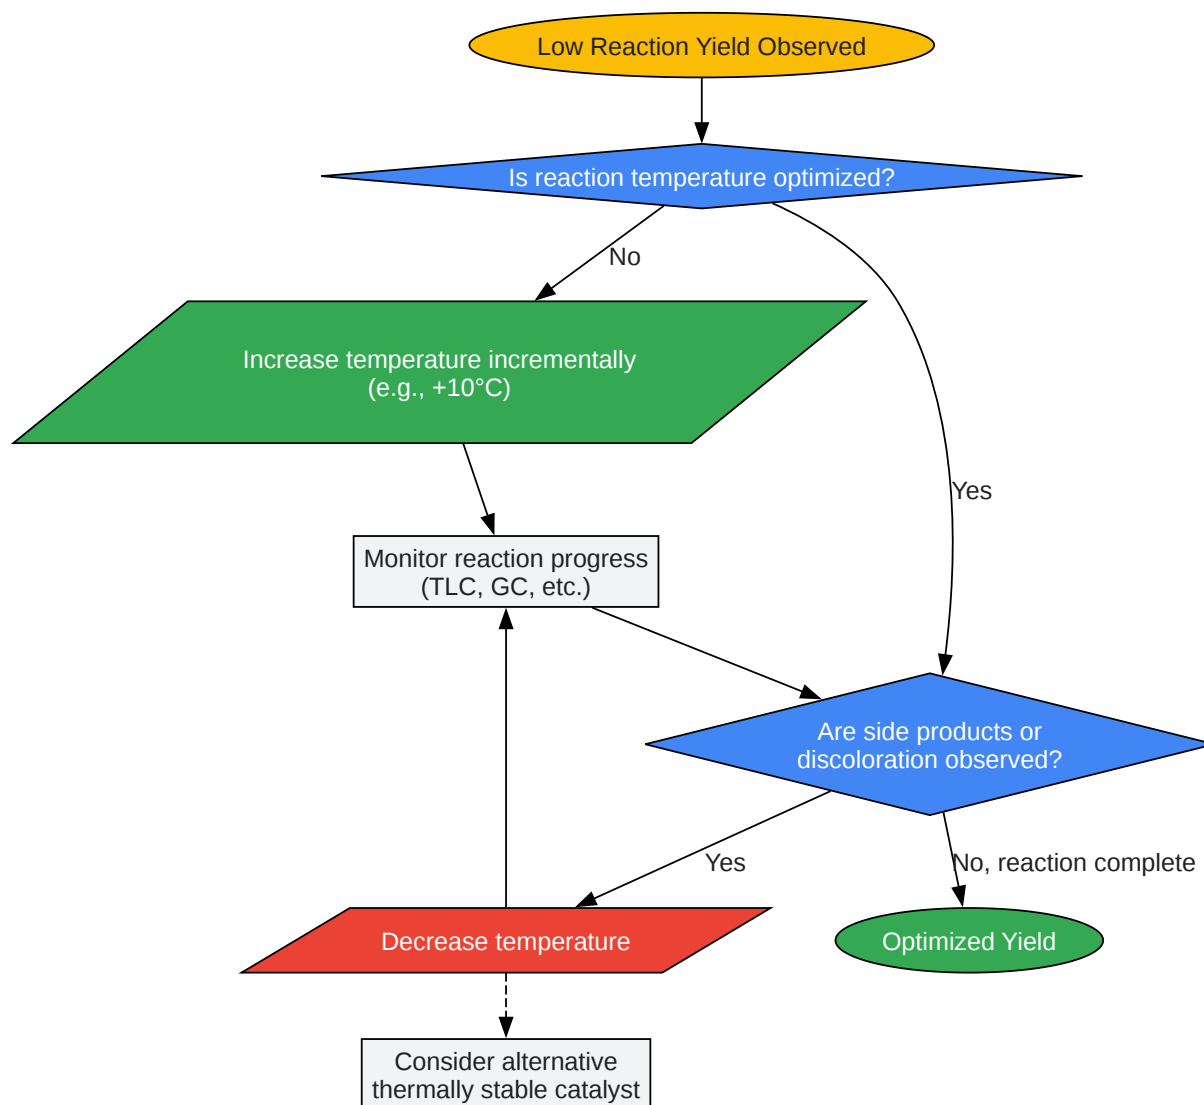 Low Reaction Yield Observed
Is reaction temperature optimized?
No
Increase temperature incrementally
(e.g., +10°C)
Yes
Monitor reaction progress
(TLC, GC, etc.)
Are side products or
discoloration observed?
Yes
No, reaction complete
Decrease temperature
Optimized Yield
Consider alternative
thermally stable catalyst